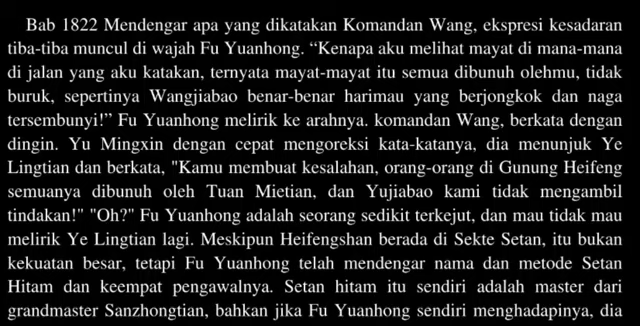 Bab 1822 Mendengar apa yang dikatakan Komandan Wang, ekspresi kesadaran
tiba-tiba muncul di wajah Fu Yuanhong. “Kenapa aku melihat mayat di mana-mana
di jalan yang aku katakan, ternyata mayat-mayat itu semua dibunuh olehmu, tidak
buruk, sepertinya Wangjiabao benar-benar harimau yang berjongkok dan naga
tersembunyi!” Fu Yuanhong melirik ke arahnya. komandan Wang, berkata dengan
dingin. Yu Mingxin dengan cepat mengoreksi kata-katanya, dia menunjuk Ye
Lingtian dan berkata, "Kamu membuat kesalahan, orang-orang di Gunung Heifeng
semuanya dibunuh oleh Tuan Mietian, dan Yujiabao kami tidak mengambil
tindakan!" "Oh?" Fu Yuanhong adalah seorang sedikit terkejut, dan mau tidak mau
melirik Ye Lingtian lagi. Meskipun Heifengshan berada di Sekte Setan, itu bukan
kekuatan besar, tetapi Fu Yuanhong telah mendengar nama dan metode Setan
Hitam dan keempat pengawalnya. Setan hitam itu sendiri adalah master dari
grandmaster Sanzhongtian, bahkan jika Fu Yuanhong sendiri menghadapinya, dia